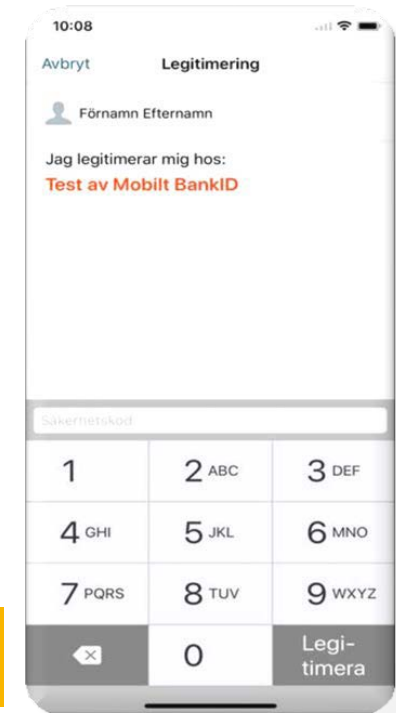 10:08
Avbryt Legitimering
Förnamn Efternamn
Jag legitimerar mig hos:
Test av Mobilt BankID
Säkerhetskod
1 2 ABC 3 DEF
4 GHI 5 JKL 6 MNO
7 PQRS 8 TUV 9 WXYZ
0 Legi-
timera